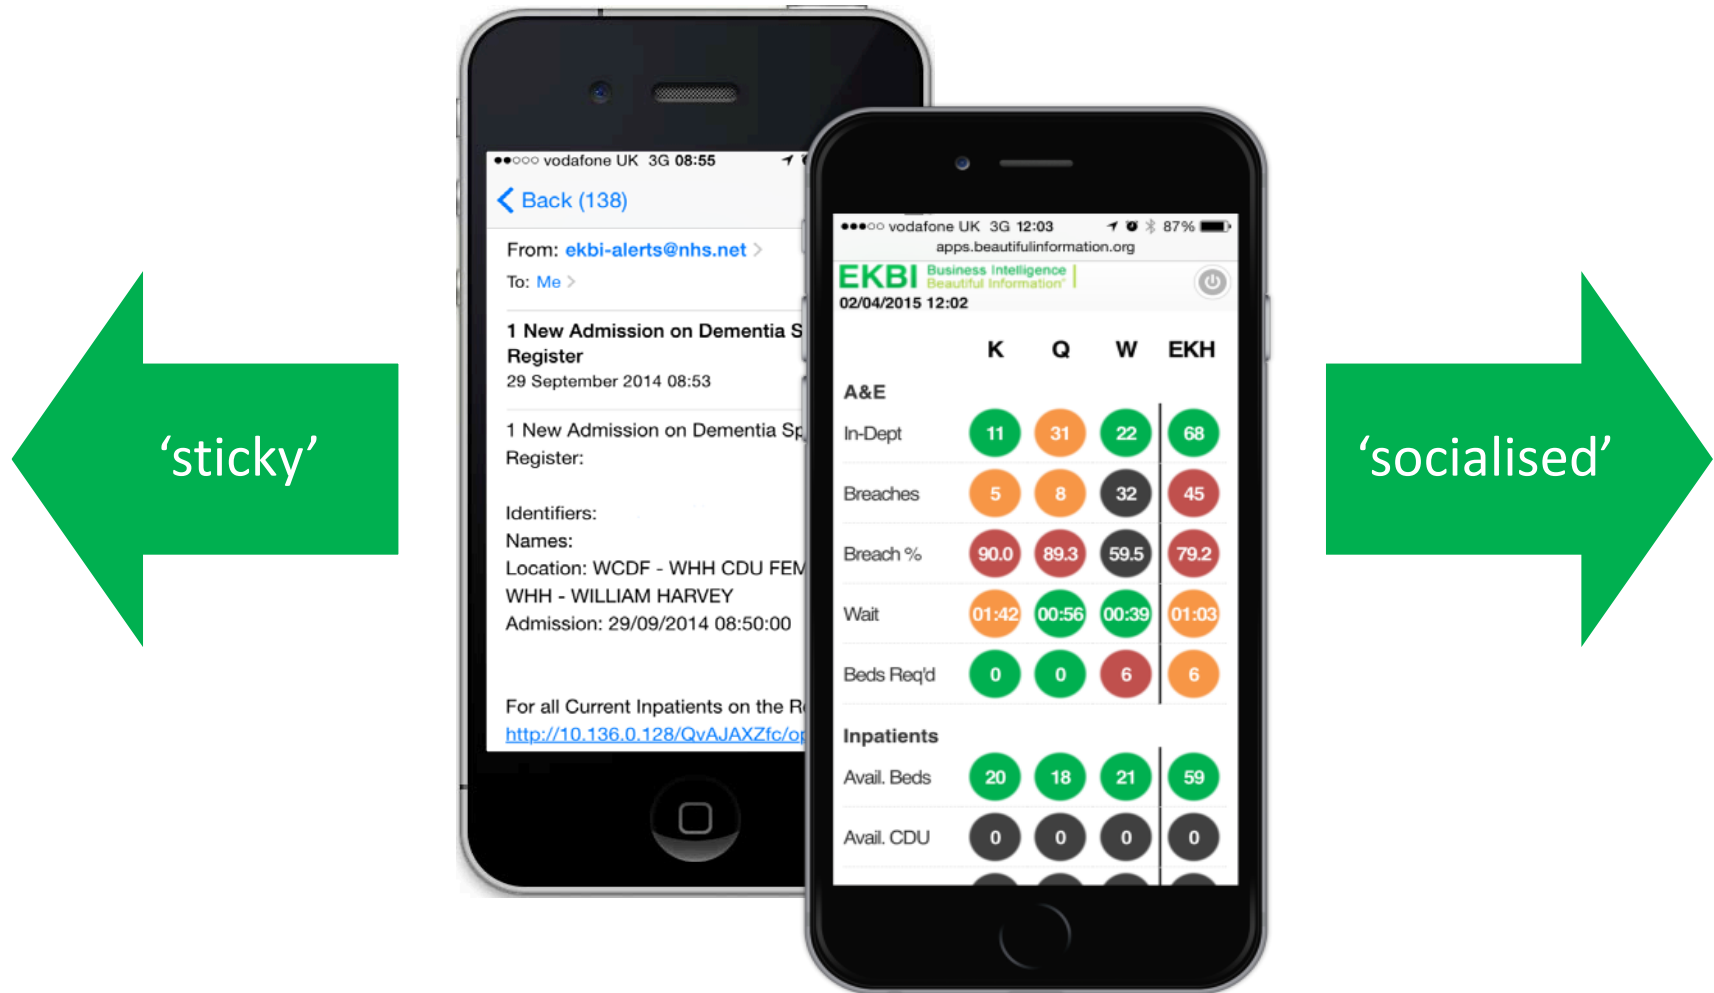 ‘sticky’
vodafone UK 3G 08:55
Back (138)
From: ekbi-alerts@nhs.net
To: Me
1 New Admission on Dementia
Register
29 September 2014 08:53
1 New Admission on Dementia
Register:
Identifiers:
Names:
Location: WCDF - WHH CDU
WHH - WILLIAM HARVEY
Admission: 29/09/2014 08:50:00
For all Current Inpatients on the
http://10.136.0.128/QvAJAXZfc/
vodafone UK 3G 12:03 87%
apps.beautifulinformation.org
EKBI Business Intelligence
Beautiful Information
02/04/2015 12:02
K Q W EKH
A&E
In-Dept 11 31 22 68
Breaches 5 8 32 45
Breach % 90.0 89.3 59.5 79.2
Wait 01:42 00:56 00:39 01:03
Beds Req'd 0 0 6 6
Inpatients
Avail. Beds 20 18 21 59
Avail. CDU 0 0 0 0
‘socialised’